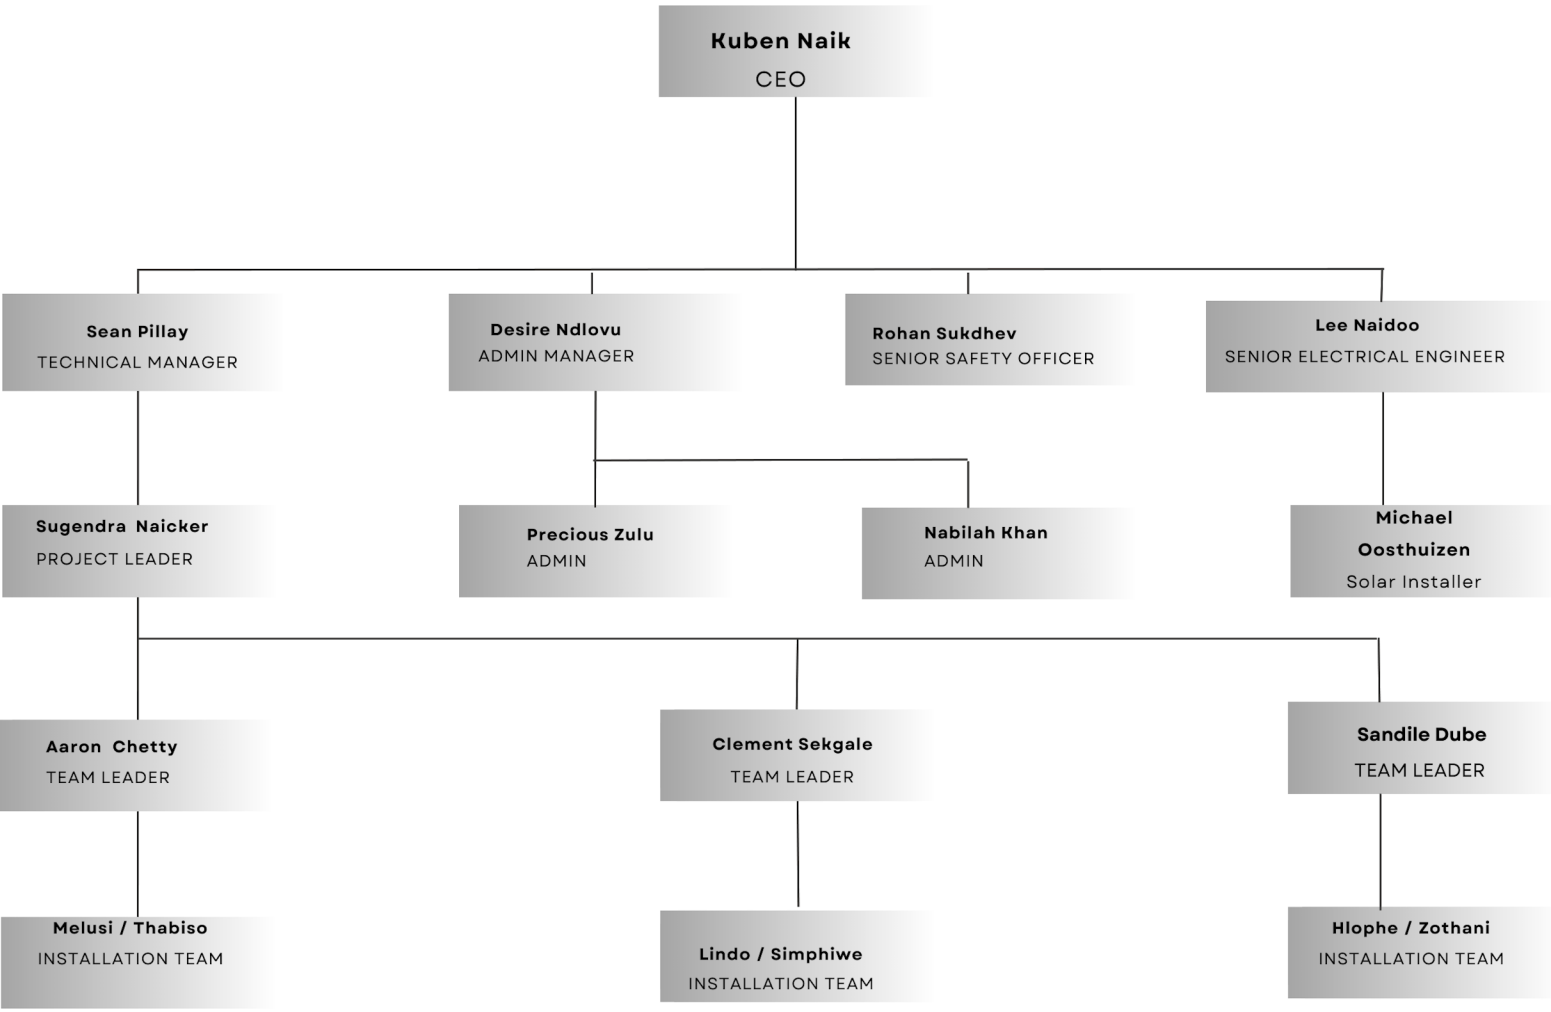 Kuben Naik
CEO
Sean Pillay
TECHNICAL MANAGER
Desire Ndlovu
ADMIN MANAGER
Rohan Sukdhev
SENIOR SAFETY OFFICER
Lee Naidoo
SENIOR ELECTRICAL ENGINEER
Sugendra Naicker
PROJECT LEADER
Precious Zulu
ADMIN
Nabilah Khan
ADMIN
Michael
Oosthuizen
Solar Installer
Aaron Chetty
TEAM LEADER
Clement Sekgale
TEAM LEADER
Sandile Dube
TEAM LEADER
Melusi / Thabiso
INSTALLATION TEAM
Lindo / Simphiwe
INSTALLATION TEAM
Hlophe / Zothani
INSTALLATION TEAM